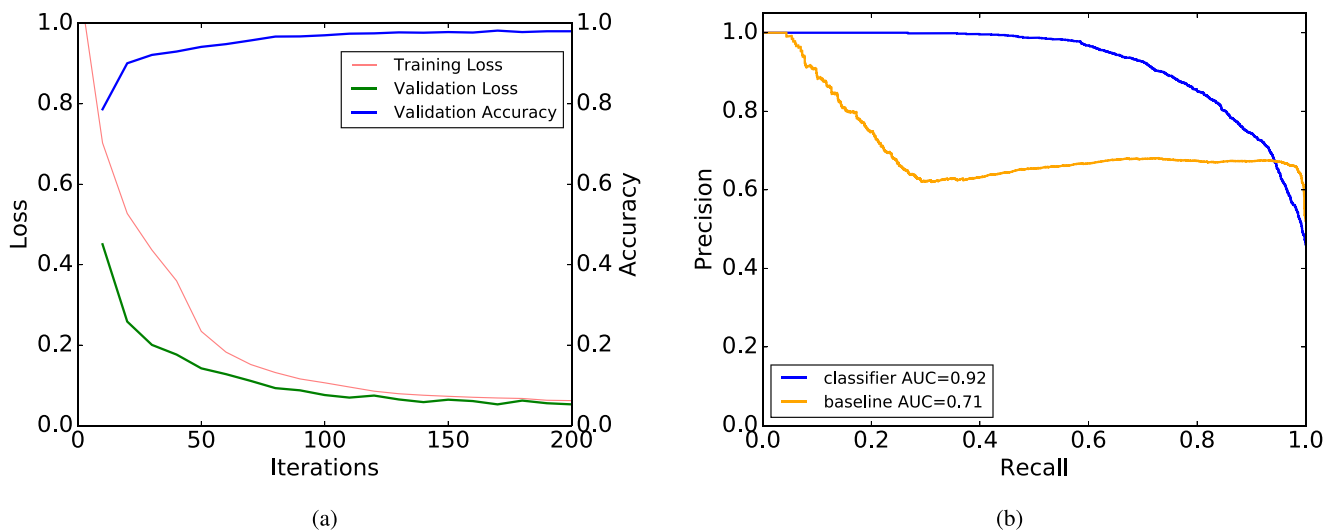 1.0
0.8
0.6
0.4
0.2
0.0
Loss
0
50
100
150
200
Iterations
1.0
0.8
0.6
0.4
0.2
0.0
Accuracy
Training Loss
Validation Loss
Validation Accuracy
(a)
1.0
0.8
0.6
0.4
0.2
0.0
Precision
0.0
0.2
0.4
0.6
0.8
1.0
Recall
classifier AUC=0.92
baseline AUC=0.71
(b)